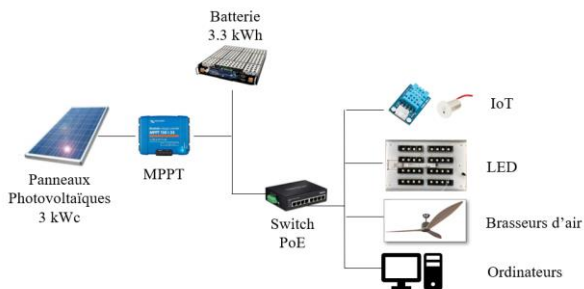 Batterie
3.3 kWh
IoT
MPPT
LED
Panneaux
Photovoltaïques
3 kWc
Switch
PoE
Brasseurs d'air
Ordinateurs